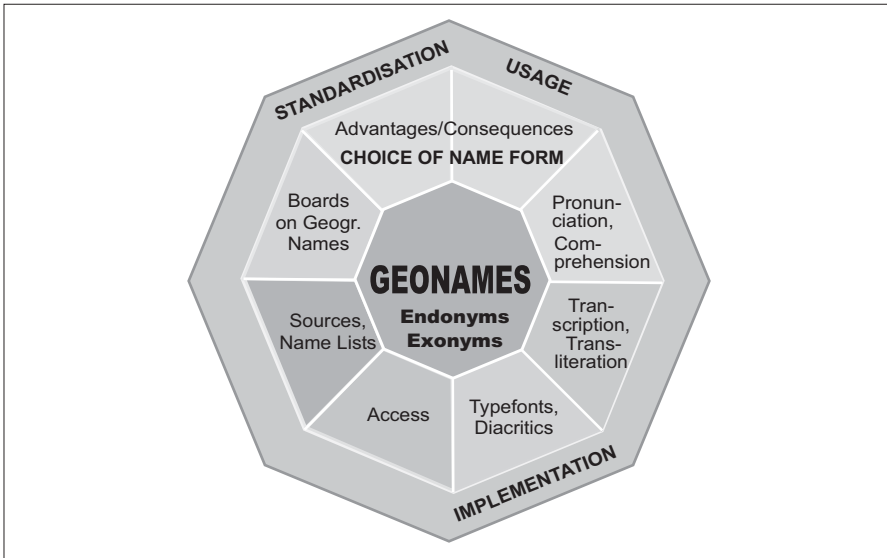 STANDARDISATION
USAGE
Advantages/Consequences
CHOICE OF NAME FORM
Boards
on Geogr.
Names
Pronun-
ciation,
Com-
prehension
GEONAMES
Endonyms
Exonyms
Sources,
Name Lists
Tran-
scription,
Trans-
literation
Access
Typefonts,
Diacritics
IMPLEMENTATION